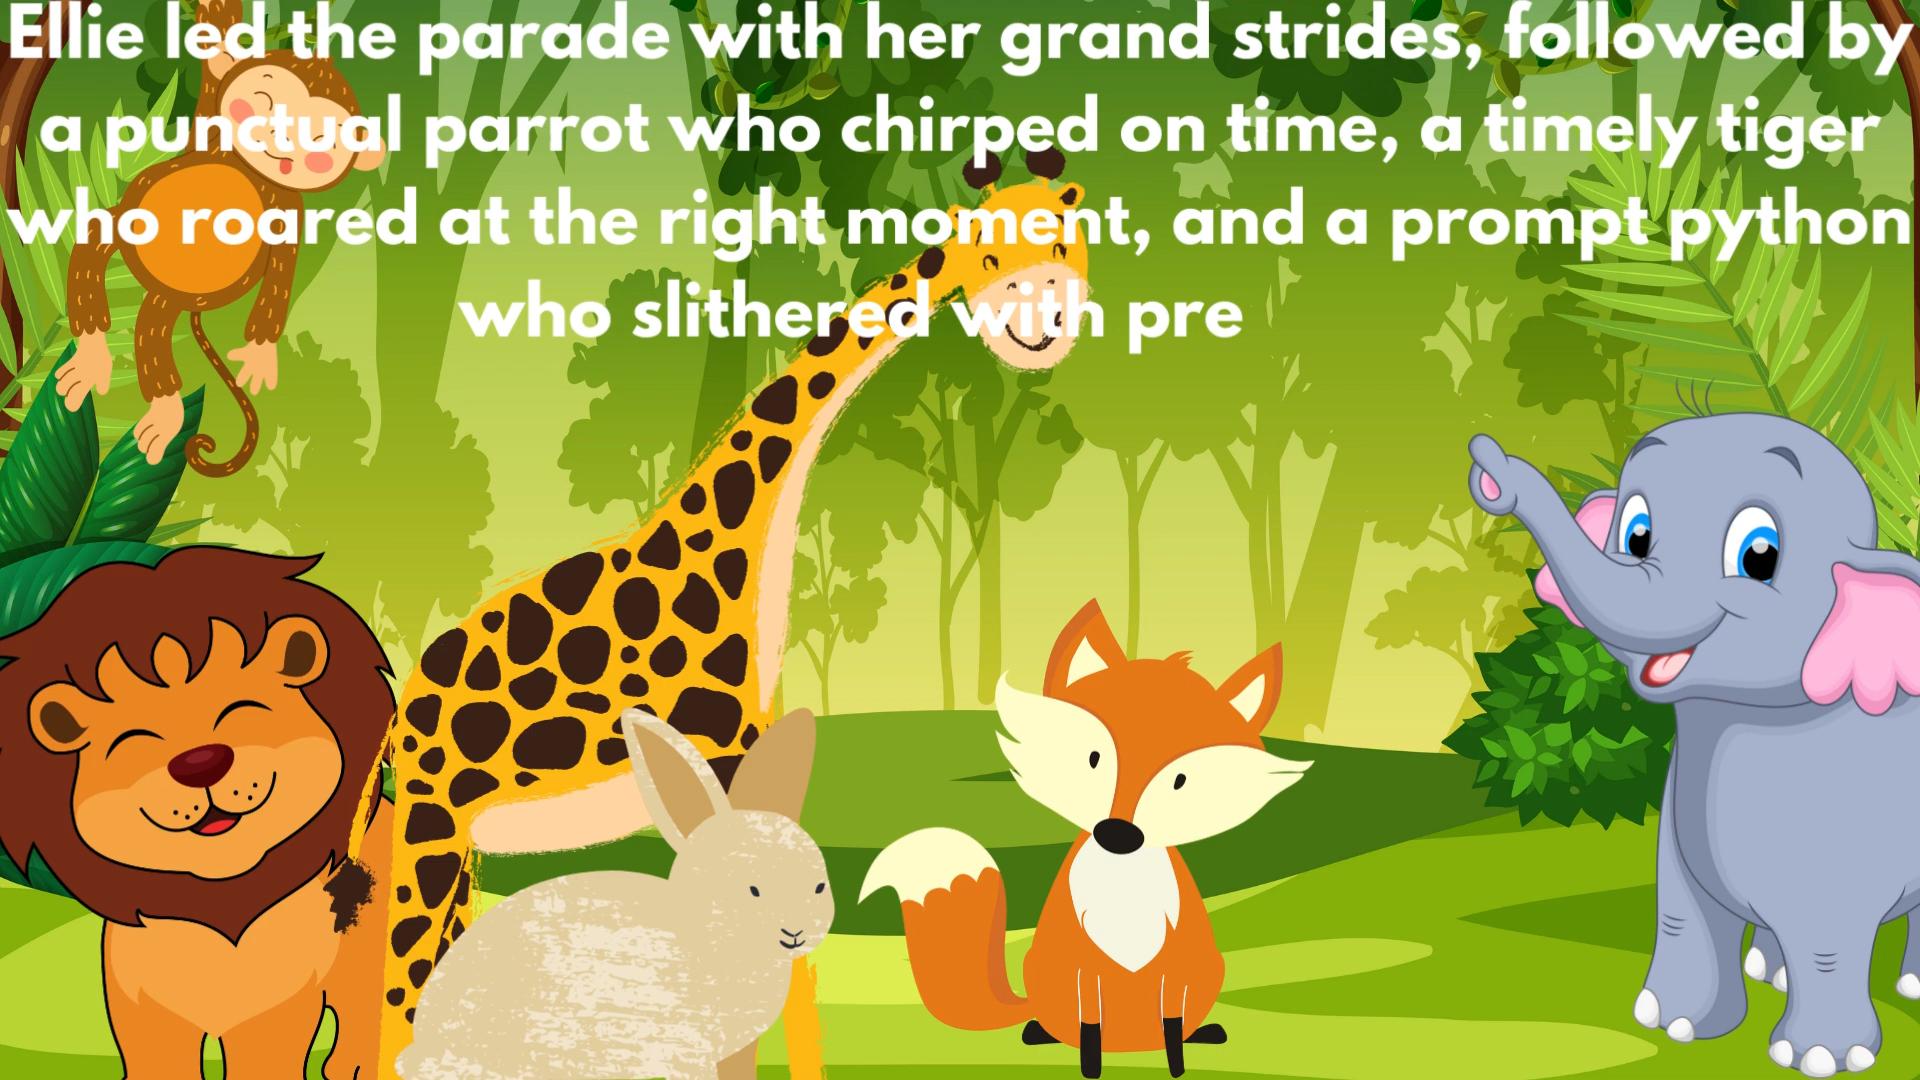 Ellie led the parade with her grand strides, followed by
a punctual parrot who chirped on time, a timely tiger
who roared at the right moment, and a prompt python
who slithered with pre